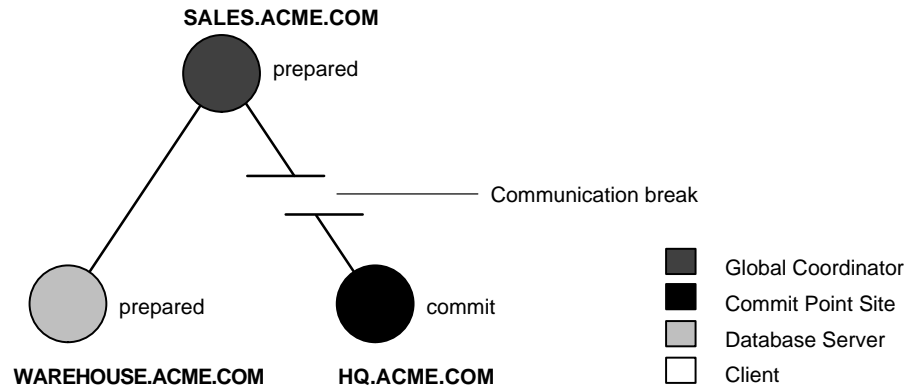 SALES.ACME.COM
prepared
Communication break
prepared
commit
WAREHOUSE.ACME.COM
HQ.ACME.COM
Global Coordinator
Commit Point Site
Database Server
Client